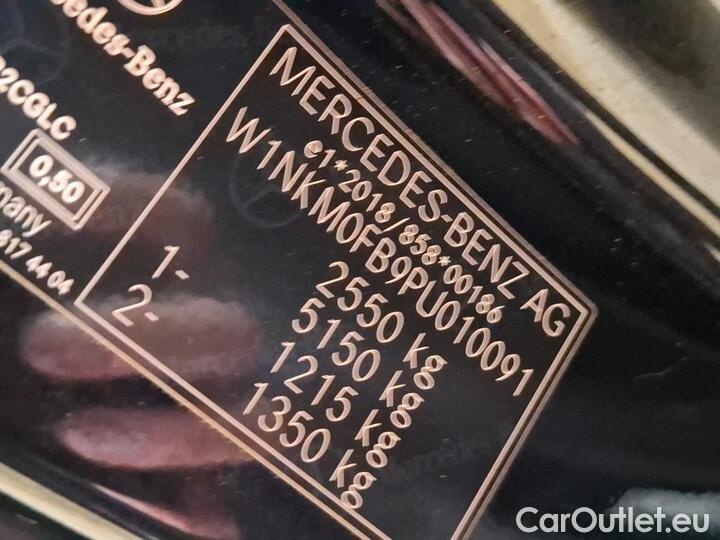 Mercedes-Benz
2CGLC
0,50
617 44 04
MERCEDES-BENZ AG
e1*2018/858*00186
W1NKM0FB9PU010091
2550 kg
5150 kg
1- 1215 kg
2- 1350 kg
CarOutlet.eu